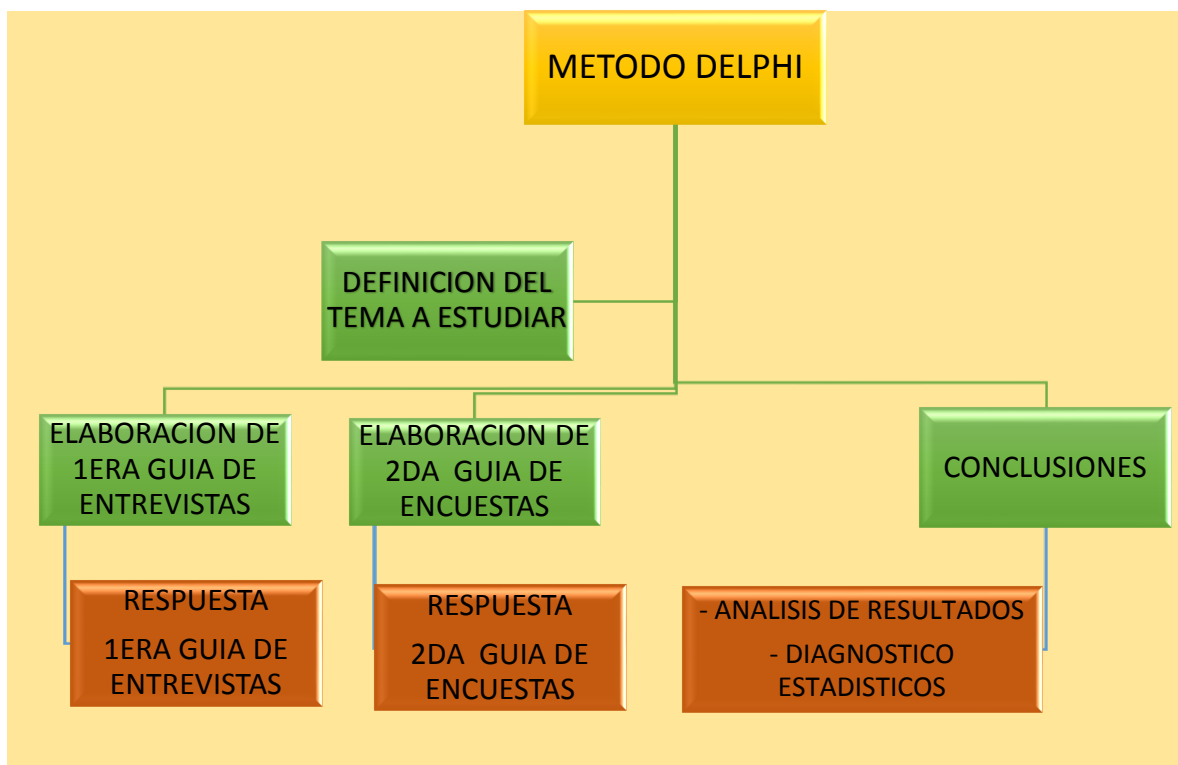 METODO DELPHI
DEFINICION DEL
TEMA A ESTUDIAR
ELABORACION DE
1ERA GUIA DE
ENTREVISTAS
ELABORACION DE
2DA GUIA DE
ENCUESTAS
CONCLUSIONES
RESPUESTA
1ERA GUIA DE
ENTREVISTAS
RESPUESTA
2DA GUIA DE
ENCUESTAS
- ANALISIS DE RESULTADOS
- DIAGNOSTICO
ESTADISTICOS